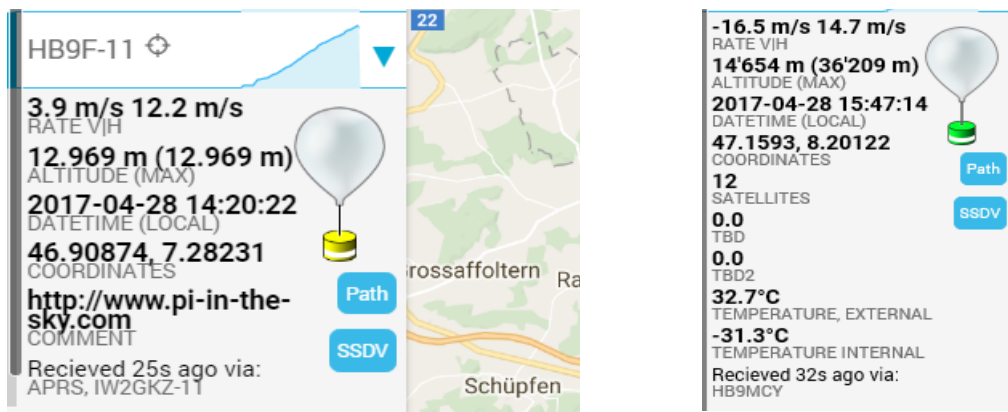 HB9F-11
3.9 m/s 12.2 m/s
RATE V|H
12.969 m (12.969 m)
ALTITUDE (MAX)
2017-04-28 14:20:22
DATETIME (LOCAL)
46.90874, 7.28231
COORDINATES
http://www.pi-in-the-
sky.com
COMMENT
Recieved 25s ago via:
APRS, IW2GKZ-11
Path
SSDV
22
rossaffoltern
Ra
Schüpfen
-16.5 m/s 14.7 m/s
RATE V|H
14'654 m (36'209 m)
ALTITUDE (MAX)
2017-04-28 15:47:14
DATETIME (LOCAL)
47.1593, 8.20122
COORDINATES
12
SATELLITES
0.0
TBD
0.0
TBD2
32.7°C
TEMPERATURE, EXTERNAL
-31.3°C
TEMPERATURE INTERNAL
Recieved 32s ago via:
HB9MCY
Path
SSDV